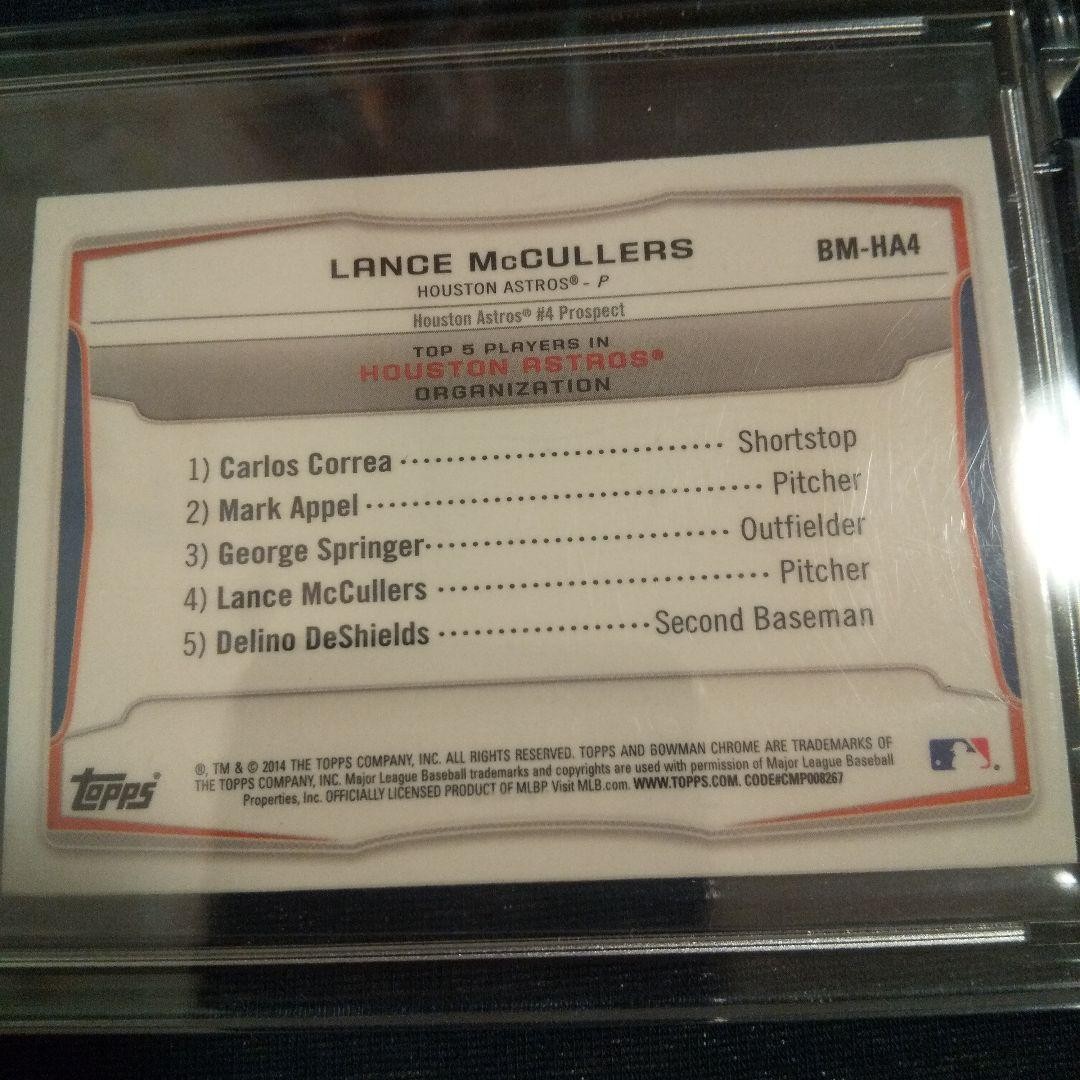 LANCE McCULLERS
BM-HA4
HOUSTON ASTROS® - P
Houston Astros® #4 Prospect
TOP 5 PLAYERS IN
HOUSTON ASTROS®
ORGANIZATION
1) Carlos Correa ............................ Shortstop
2) Mark Appel .................................. Pitcher
3) George Springer .......................... Outfielder
4) Lance McCullers ............................ Pitcher
5) Delino DeShields .................. Second Baseman
®, TM & © 2014 THE TOPPS COMPANY, INC. ALL RIGHTS RESERVED. TOPPS AND BOWMAN CHROME ARE TRADEMARKS OF
THE TOPPS COMPANY, INC. Major League Baseball trademarks and copyrights are used with permission of Major League Baseball
Properties, Inc. OFFICIALLY LICENSED PRODUCT OF MLBP Visit MLB.com. WWW.TOPPS.COM. CODE#CMP008267
topps®